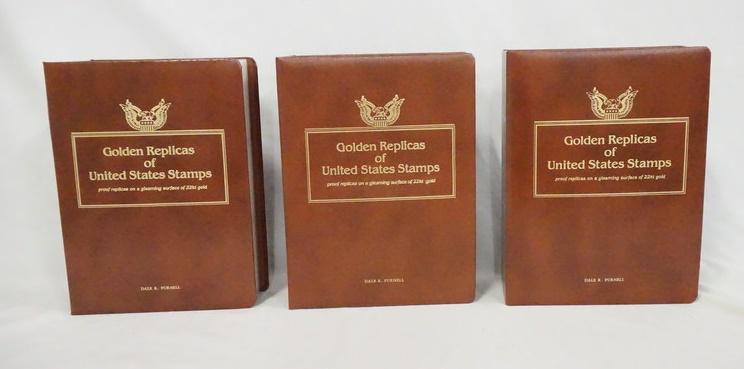 Golden Replicas
of
United States Stamps
proof replicas on a gleaming surface of 22kt gold
DALE R. PURNELL
Golden Replicas
of
United States Stamps
proof replicas on a gleaming surface of 22kt gold
DALE R. PURNELL
Golden Replicas
of
United States Stamps
proof replicas on a gleaming surface of 22kt gold
DALE R. PURNELL